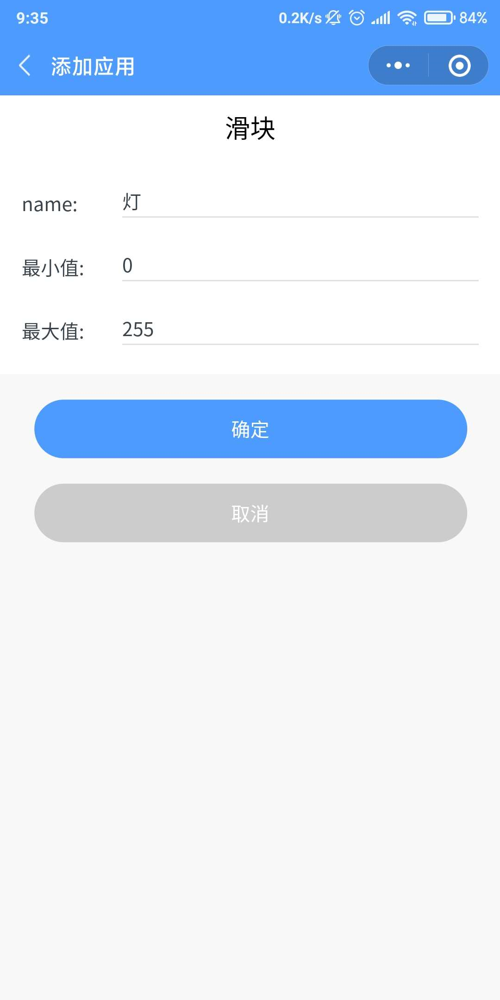 9:35 0.2K/s 84%
添加应用
滑块
name: 灯
最小值: 0
最大值: 255
确定
取消